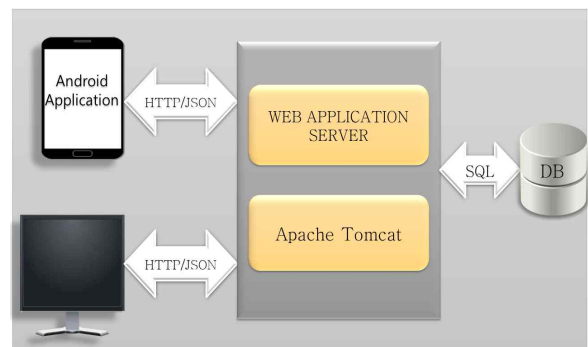 Android
Application
HTTP/JSON
WEB APPLICATION
SERVER
SQL
DB
Apache Tomcat
HTTP/JSON